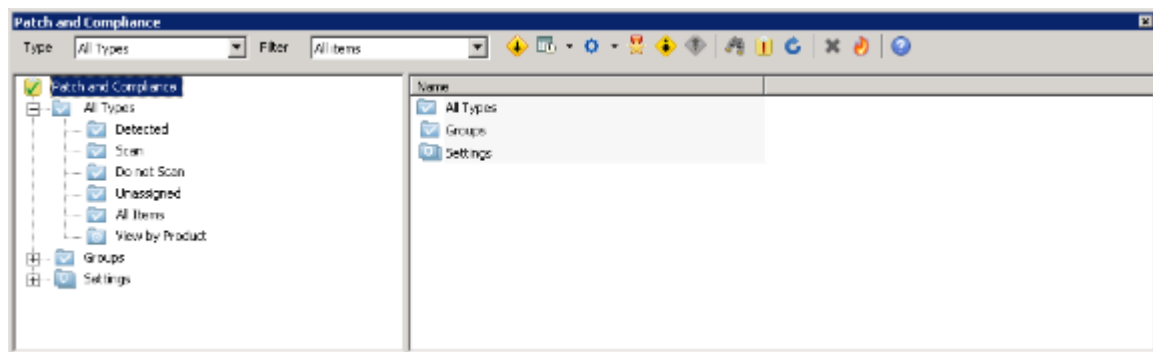 Patch and Compliance
Type All Types Filter All items
Patch and Compliance
All Types
Detected
Scan
Do not Scan
Unassigned
All Items
View by Product
Groups
Settings
Name
All Types
Groups
Settings